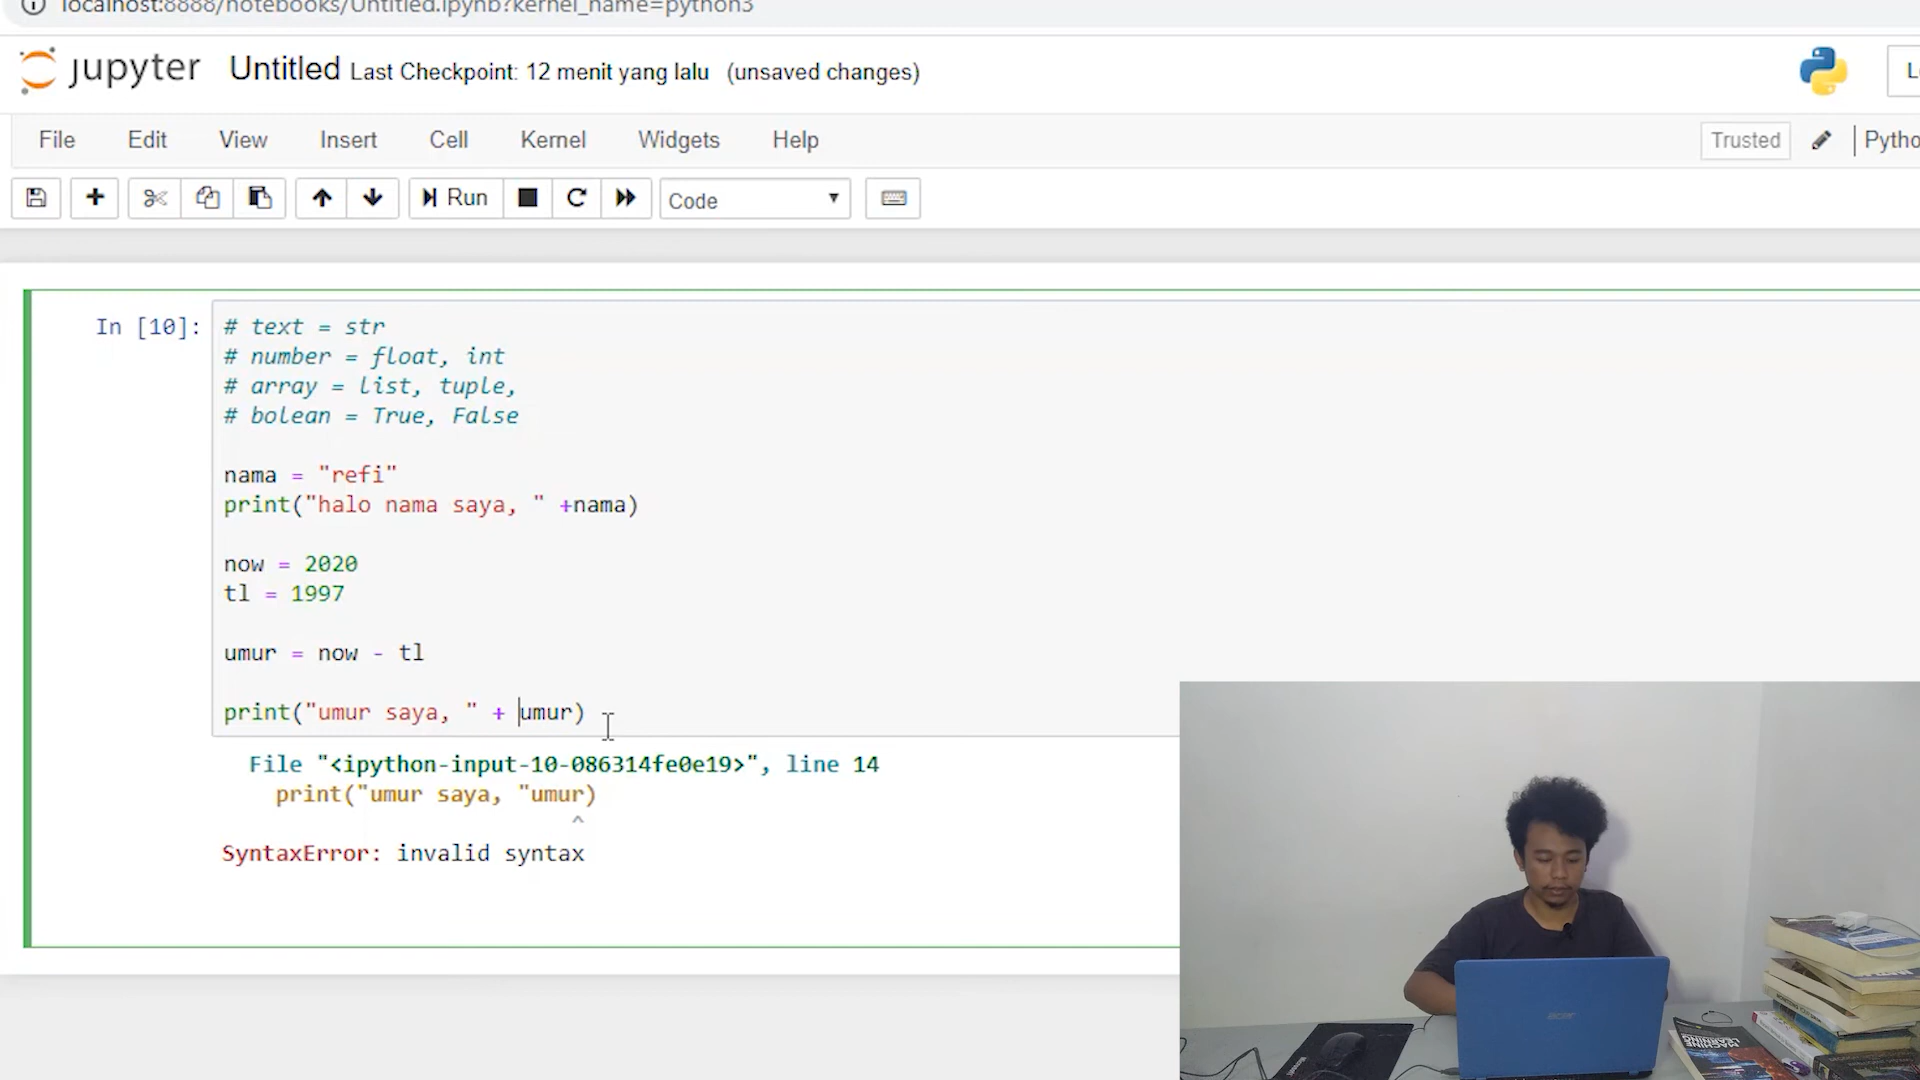 localhost:8888/notebooks/Untitled.ipynb?kernel_name=python3
jupyter Untitled Last Checkpoint: 12 menit yang lalu (unsaved changes)
File Edit View Insert Cell Kernel Widgets Help Trusted
Run Code
In [10]: # text = str
# number = float, int
# array = list, tuple,
# bolean = True, False
nama = "refi"
print("halo nama saya, " +nama)
now = 2020
tl = 1997
umur = now - tl
print("umur saya, " + umur)
File "<ipython-input-10-086314fe0e19>", line 14
print("umur saya, "umur)
^
SyntaxError: invalid syntax
acer
MACHINE
LEARNING